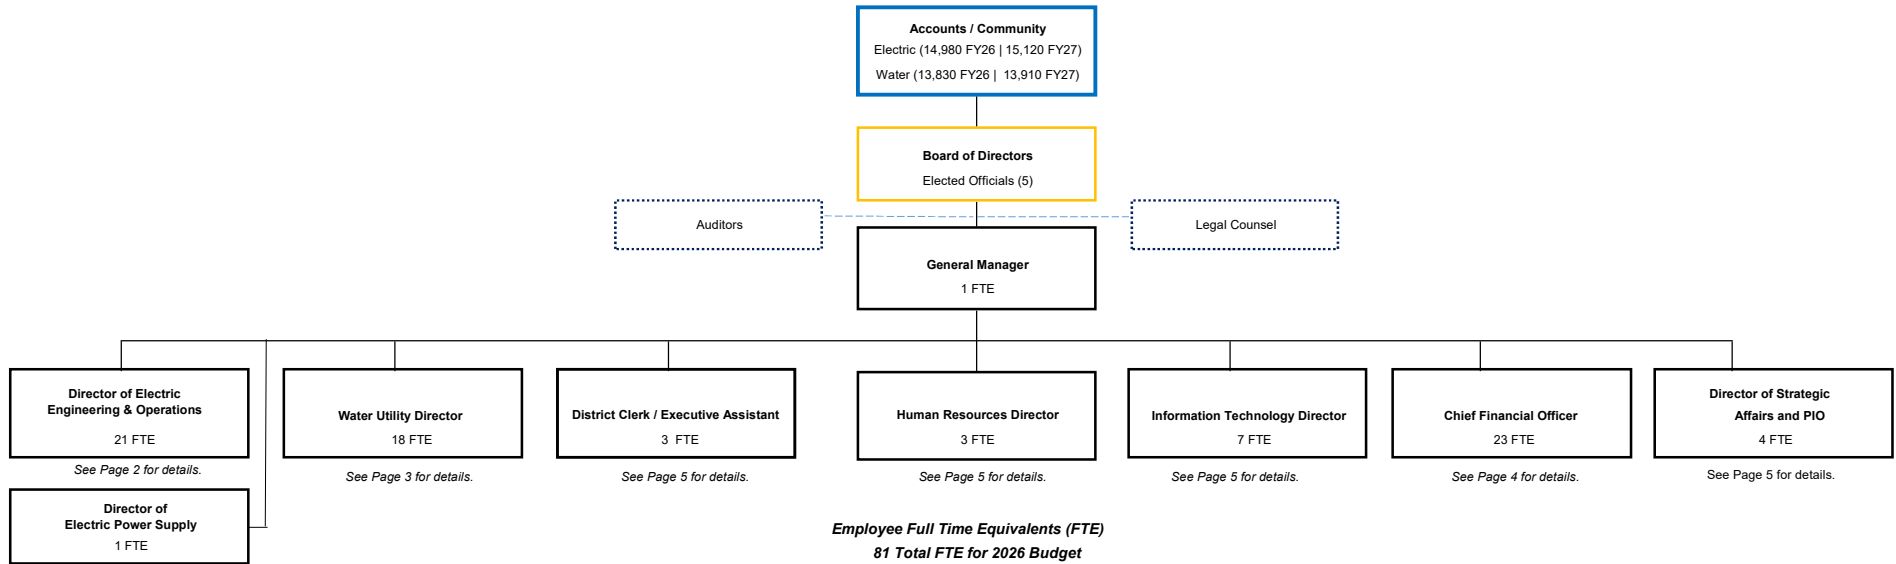 Accounts / Community
Electric (14,980 FY26 | 15,120 FY27)
Water (13,830 FY26 | 13,910 FY27)
Board of Directors
Elected Officials (5)
Auditors
Legal Counsel
General Manager
1 FTE
Director of Electric
Engineering & Operations
21 FTE
See Page 2 for details.
Director of
Electric Power Supply
1 FTE
Water Utility Director
18 FTE
See Page 3 for details.
District Clerk / Executive Assistant
3 FTE
See Page 5 for details.
Human Resources Director
3 FTE
See Page 5 for details.
Information Technology Director
7 FTE
See Page 5 for details.
Chief Financial Officer
23 FTE
See Page 4 for details.
Director of Strategic
Affairs and PIO
4 FTE
See Page 5 for details.
Employee Full Time Equivalents (FTE)
81 Total FTE for 2026 Budget